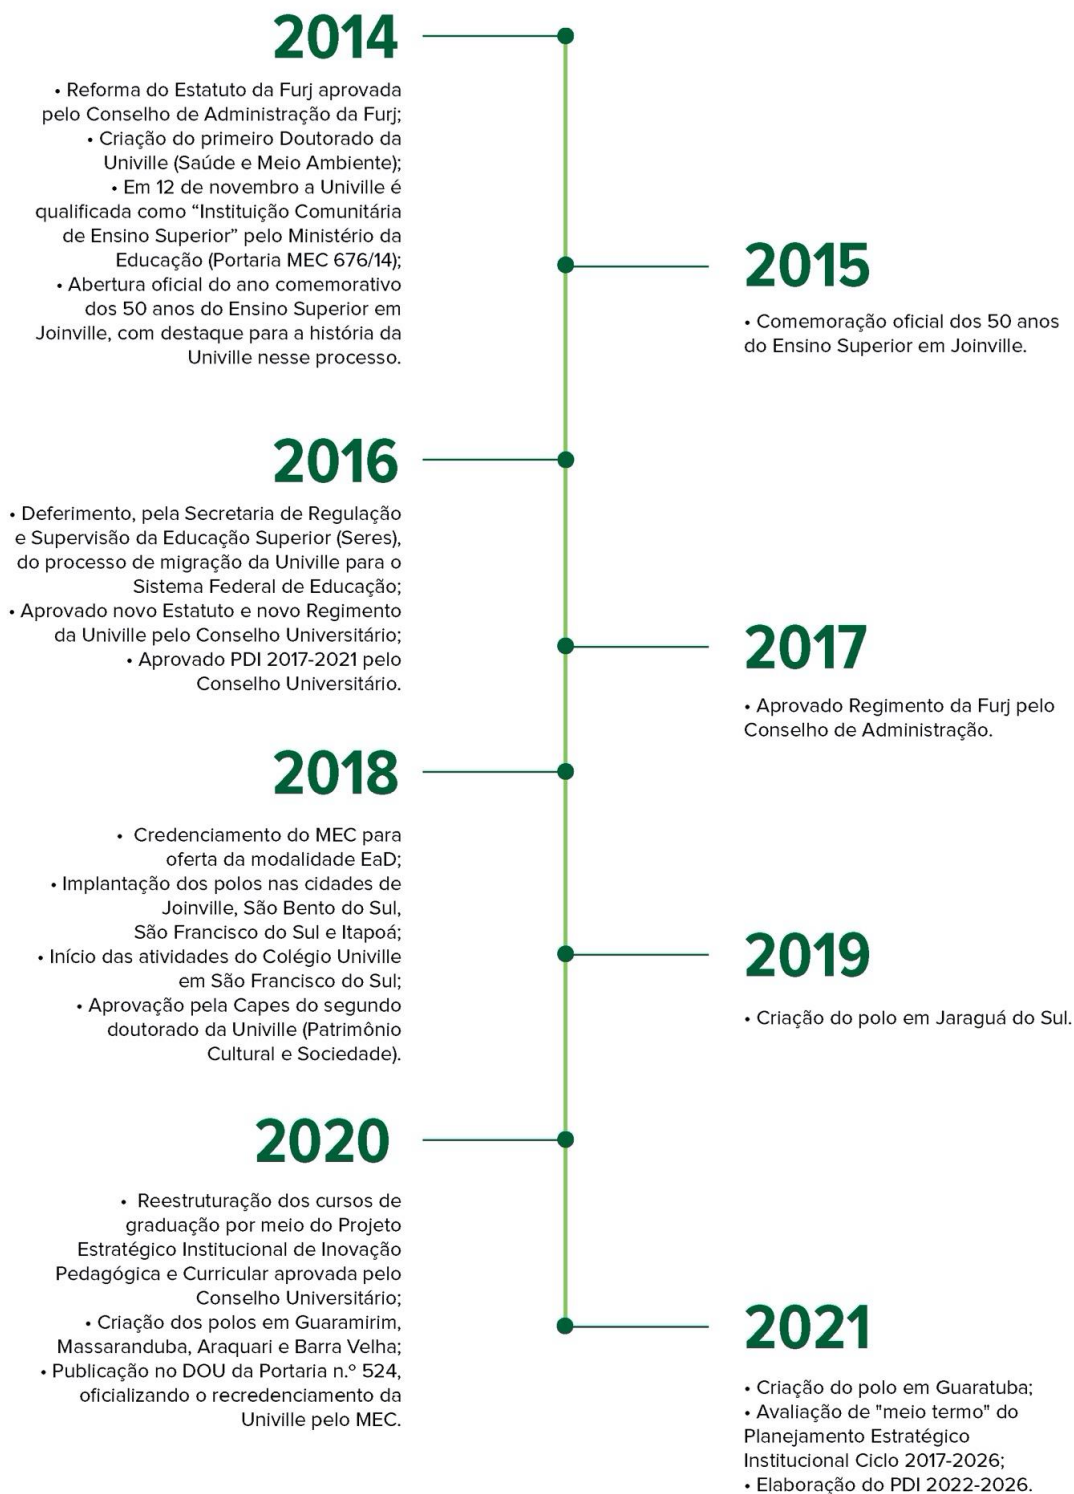 2014
• Reforma do Estatuto da Furj aprovada
pelo Conselho de Administração da Furj;
• Criação do primeiro Doutorado da
Univille (Saúde e Meio Ambiente);
• Em 12 de novembro a Univille é
qualificada como “Instituição Comunitária
de Ensino Superior” pelo Ministério da
Educação (Portaria MEC 676/14);
• Abertura oficial do ano comemorativo
dos 50 anos do Ensino Superior em
Joinville, com destaque para a história da
Univille nesse processo.
2015
• Comemoração oficial dos 50 anos
do Ensino Superior em Joinville.
2016
• Deferimento, pela Secretaria de Regulação
e Supervisão da Educação Superior (Seres),
do processo de migração da Univille para o
Sistema Federal de Educação;
• Aprovado novo Estatuto e novo Regimento
da Univille pelo Conselho Universitário;
• Aprovado PDI 2017-2021 pelo
Conselho Universitário.
2017
• Aprovado Regimento da Furj pelo
Conselho de Administração.
2018
• Credenciamento do MEC para
oferta da modalidade EaD;
• Implantação dos polos nas cidades de
Joinville, São Bento do Sul,
São Francisco do Sul e Itapoá;
• Início das atividades do Colégio Univille
em São Francisco do Sul;
• Aprovação pela Capes do segundo
doutorado da Univille (Patrimônio
Cultural e Sociedade).
2019
• Criação do polo em Jaraguá do Sul.
2020
• Reestruturação dos cursos de
graduação por meio do Projeto
Estratégico Institucional de Inovação
Pedagógica e Curricular aprovada pelo
Conselho Universitário;
• Criação dos polos em Guaramirim,
Massaranduba, Araquari e Barra Velha;
• Publicação no DOU da Portaria n.º 524,
oficializando o recredenciamento da
Univille pelo MEC.
2021
• Criação do polo em Guaratuba;
• Avaliação de "meio termo" do
Planejamento Estratégico
Institucional Ciclo 2017-2026;
• Elaboração do PDI 2022-2026.